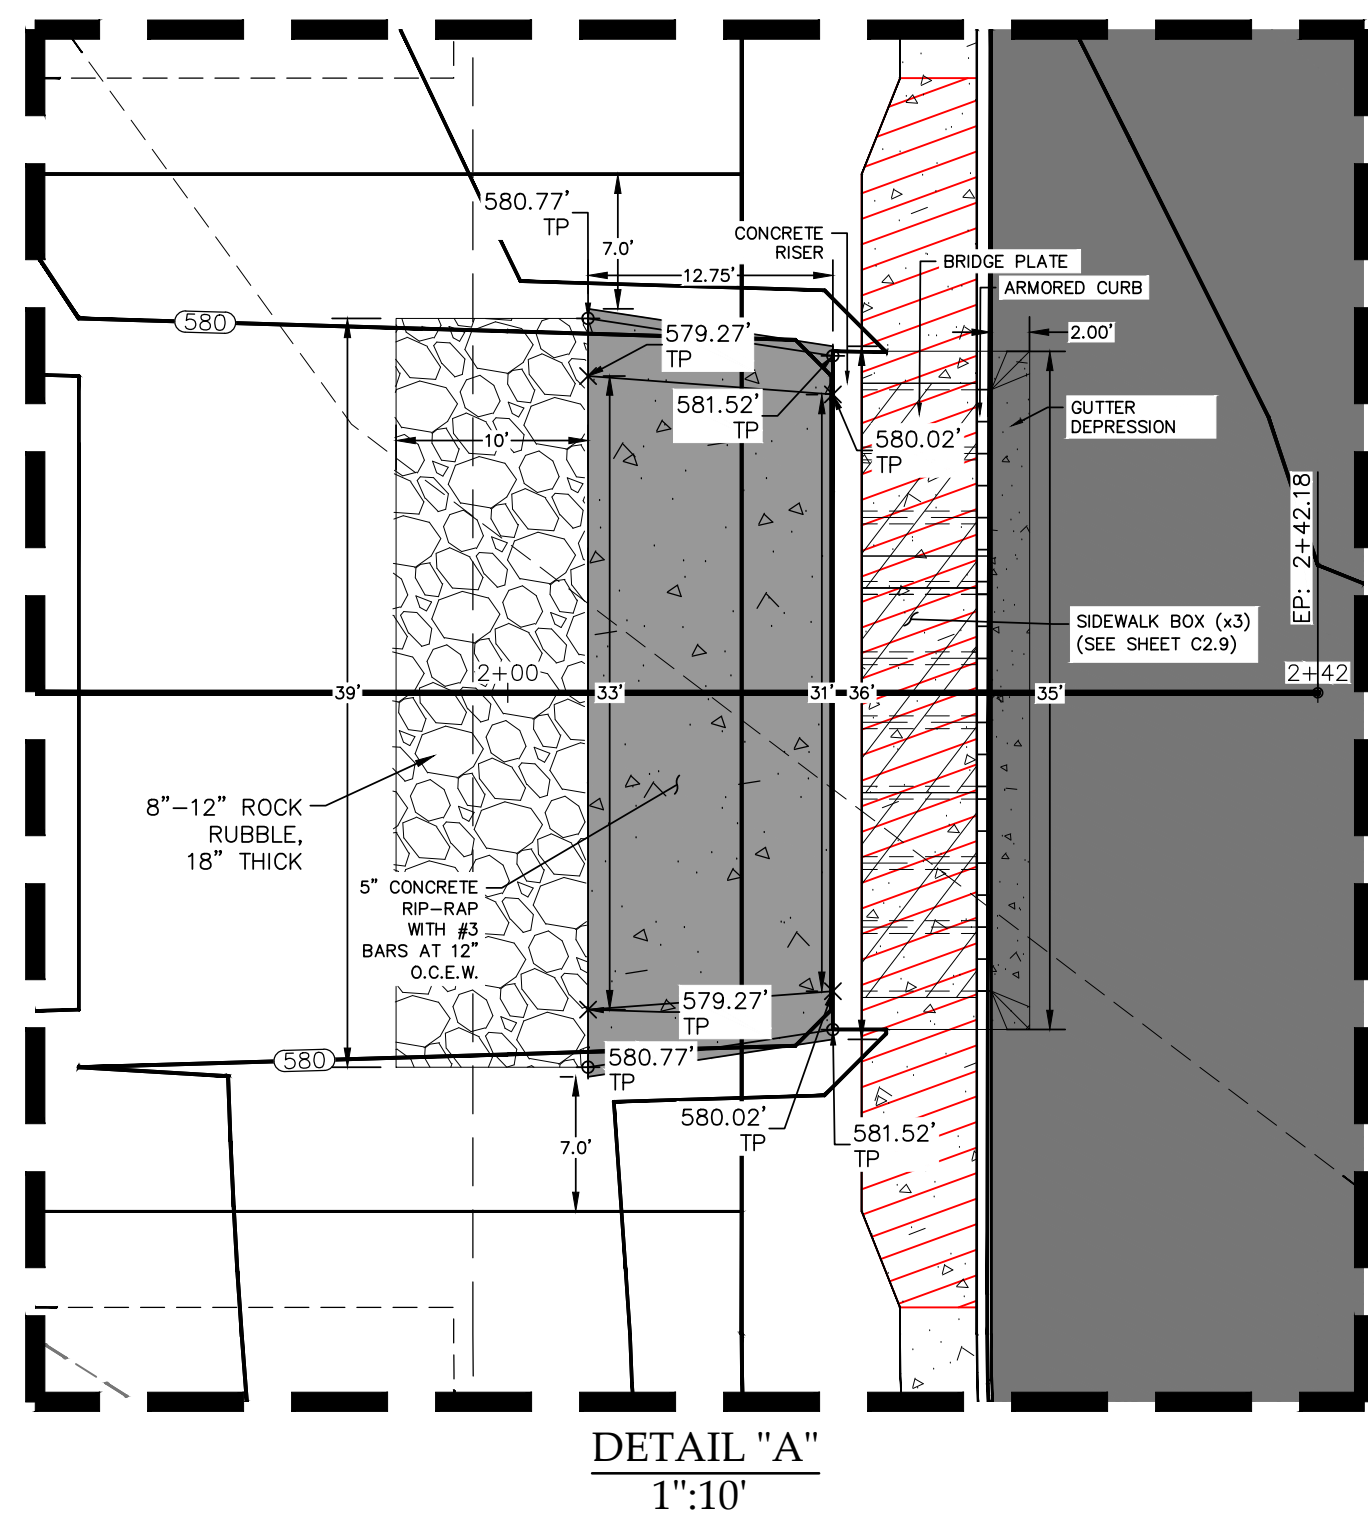 580.77'
TP
7.0'
CONCRETE
RISER
12.75'
BRIDGE PLATE
ARMORED CURB
580
579.27'
TP
2.00'
581.52'
TP
GUTTER
DEPRESSION
10'
580.02'
TP
EP: 2+42.18
SIDEWALK BOX (x3)
(SEE SHEET C2.9)
2+00
2+42
39'
33'
31'
36'
35'
8"-12" ROCK
RUBBLE,
18" THICK
5" CONCRETE
RIP-RAP
WITH #3
BARS AT 12"
O.C.E.W.
579.27'
TP
580
580.77'
TP
580.02'
TP
581.52'
TP
7.0'
DETAIL "A"
1":10'